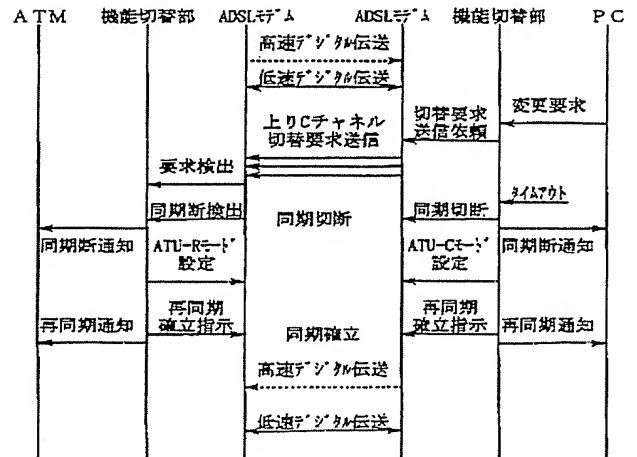 ATM 機能切替部 ADSLモデム ADSLモデム 機能切替部 PC
高速デジタル伝送
低速デジタル伝送
変更要求
切替要求
送信依頼
上りCチャネル
切替要求送信
要求検出
タイムアウト
同期断検出
同期切断
同期切断
同期断通知
ATU-Rモード
設定
ATU-Cモード
設定
同期断通知
再同期
確立指示
再同期通知
同期確立
再同期
確立指示
再同期通知
高速デジタル伝送
低速デジタル伝送